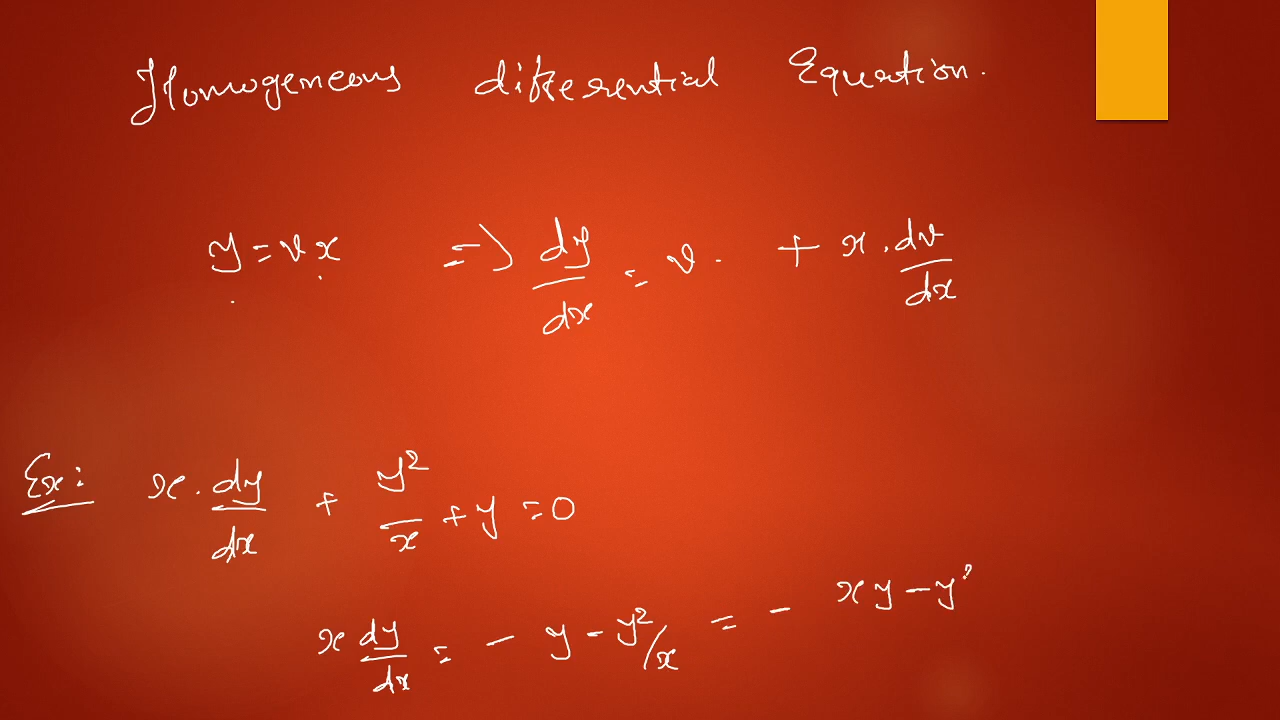 Homogeneous differential Equation.
y = vx => dy/dx = v. + x.dv/dx
Ex: x.dy/dx + y²/x + y = 0
x dy/dx = - y - y²/x = - xy - y²